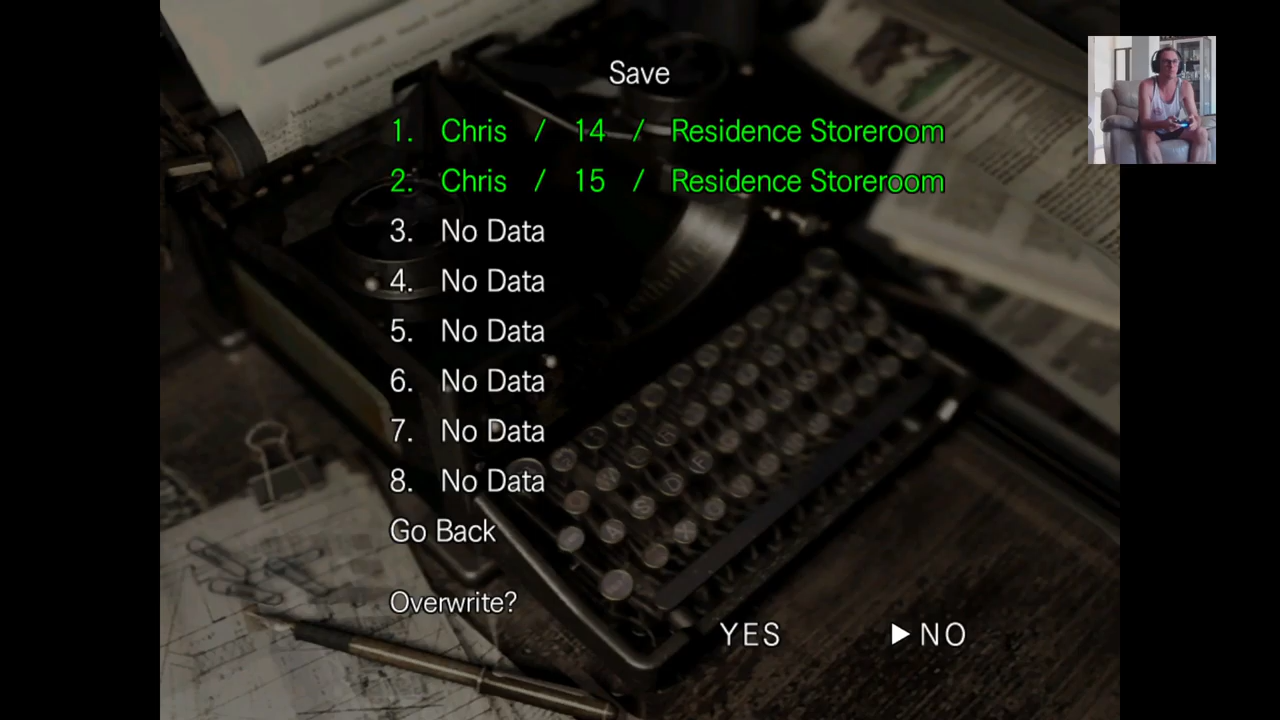 Save
1. Chris / 14 / Residence Storeroom
2. Chris / 15 / Residence Storeroom
3. No Data
4. No Data
5. No Data
6. No Data
7. No Data
8. No Data
Go Back
Overwrite?
YES ▶NO